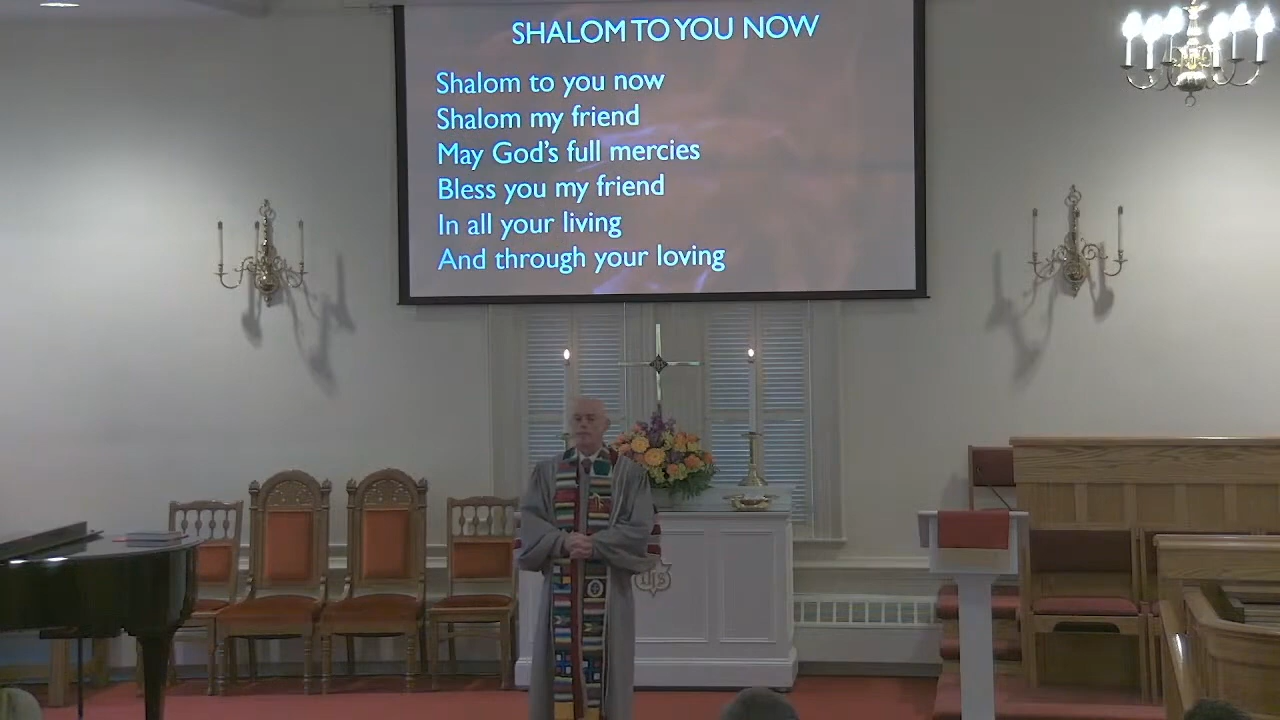 SHALOM TO YOU NOW
Shalom to you now
Shalom my friend
May God's full mercies
Bless you my friend
In all your living
And through your loving